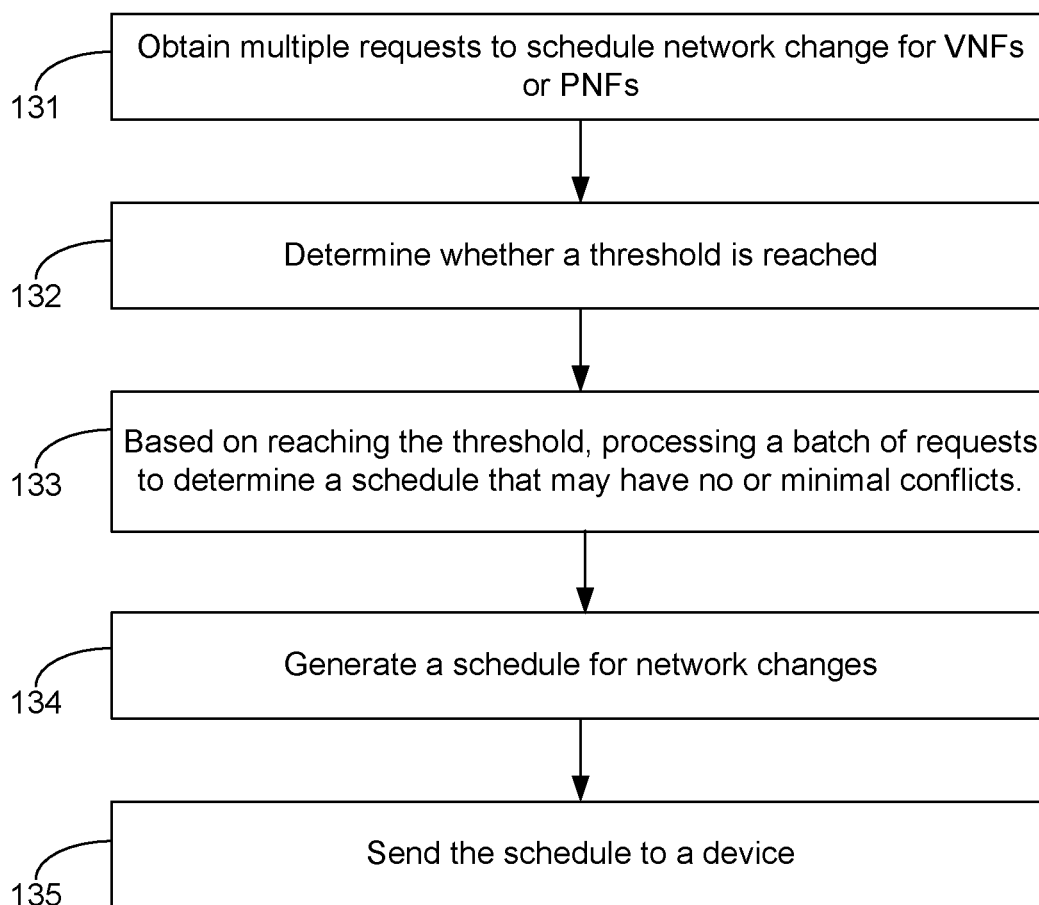 Obtain multiple requests to schedule network change for VNFs
or PNFs
131
Determine whether a threshold is reached
132
Based on reaching the threshold, processing a batch of requests
to determine a schedule that may have no or minimal conflicts.
133
Generate a schedule for network changes
134
Send the schedule to a device
135